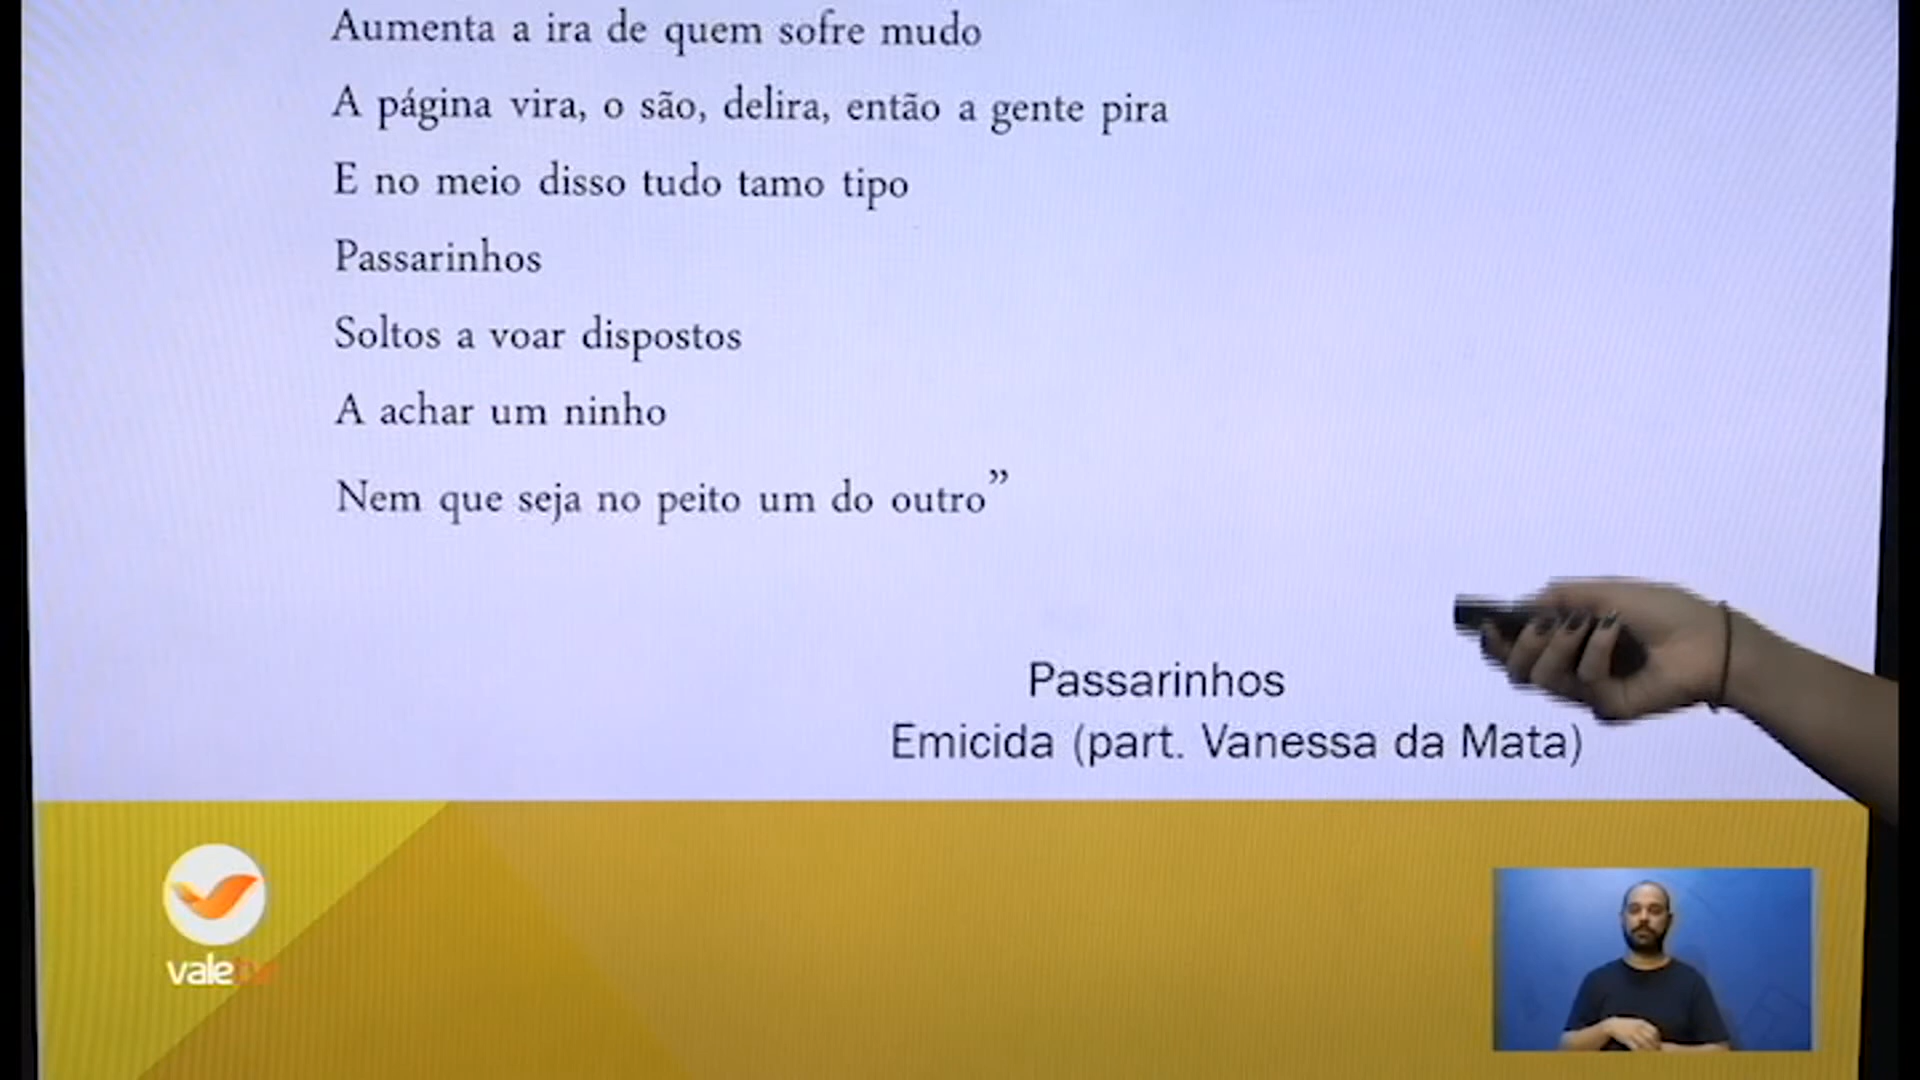 Aumenta a ira de quem sofre mudo
A página vira, o são, delira, então a gente pira
E no meio disso tudo tamo tipo
Passarinhos
Soltos a voar dispostos
A achar um ninho
Nem que seja no peito um do outro”
Passarinhos
Emicida (part. Vanessa da Mata)
valetv